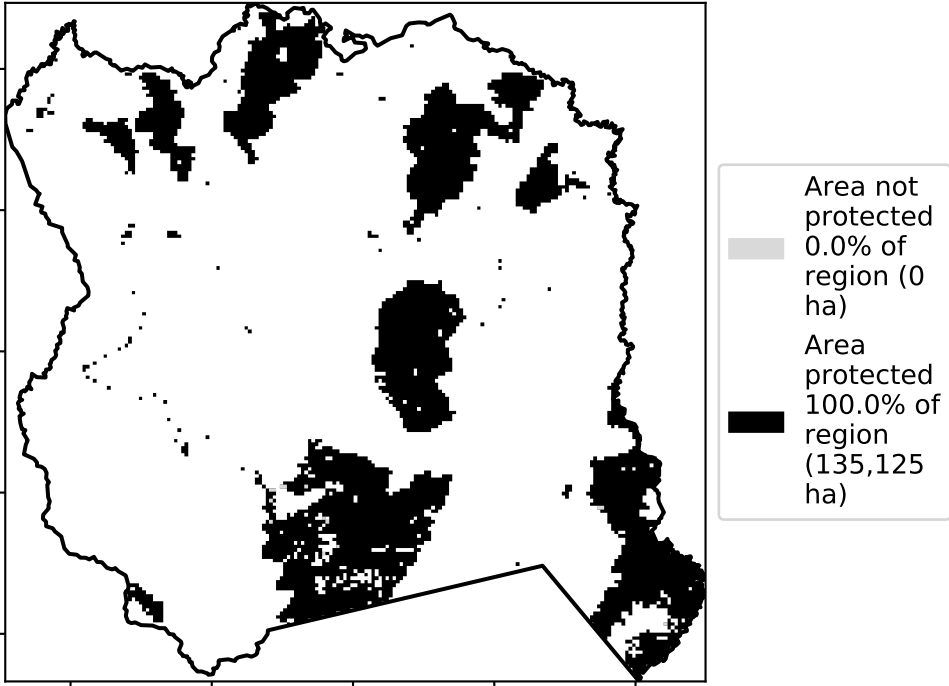 Area not
protected
0.0% of
region (0
ha)
Area
protected
100.0% of
region
(135,125
ha)